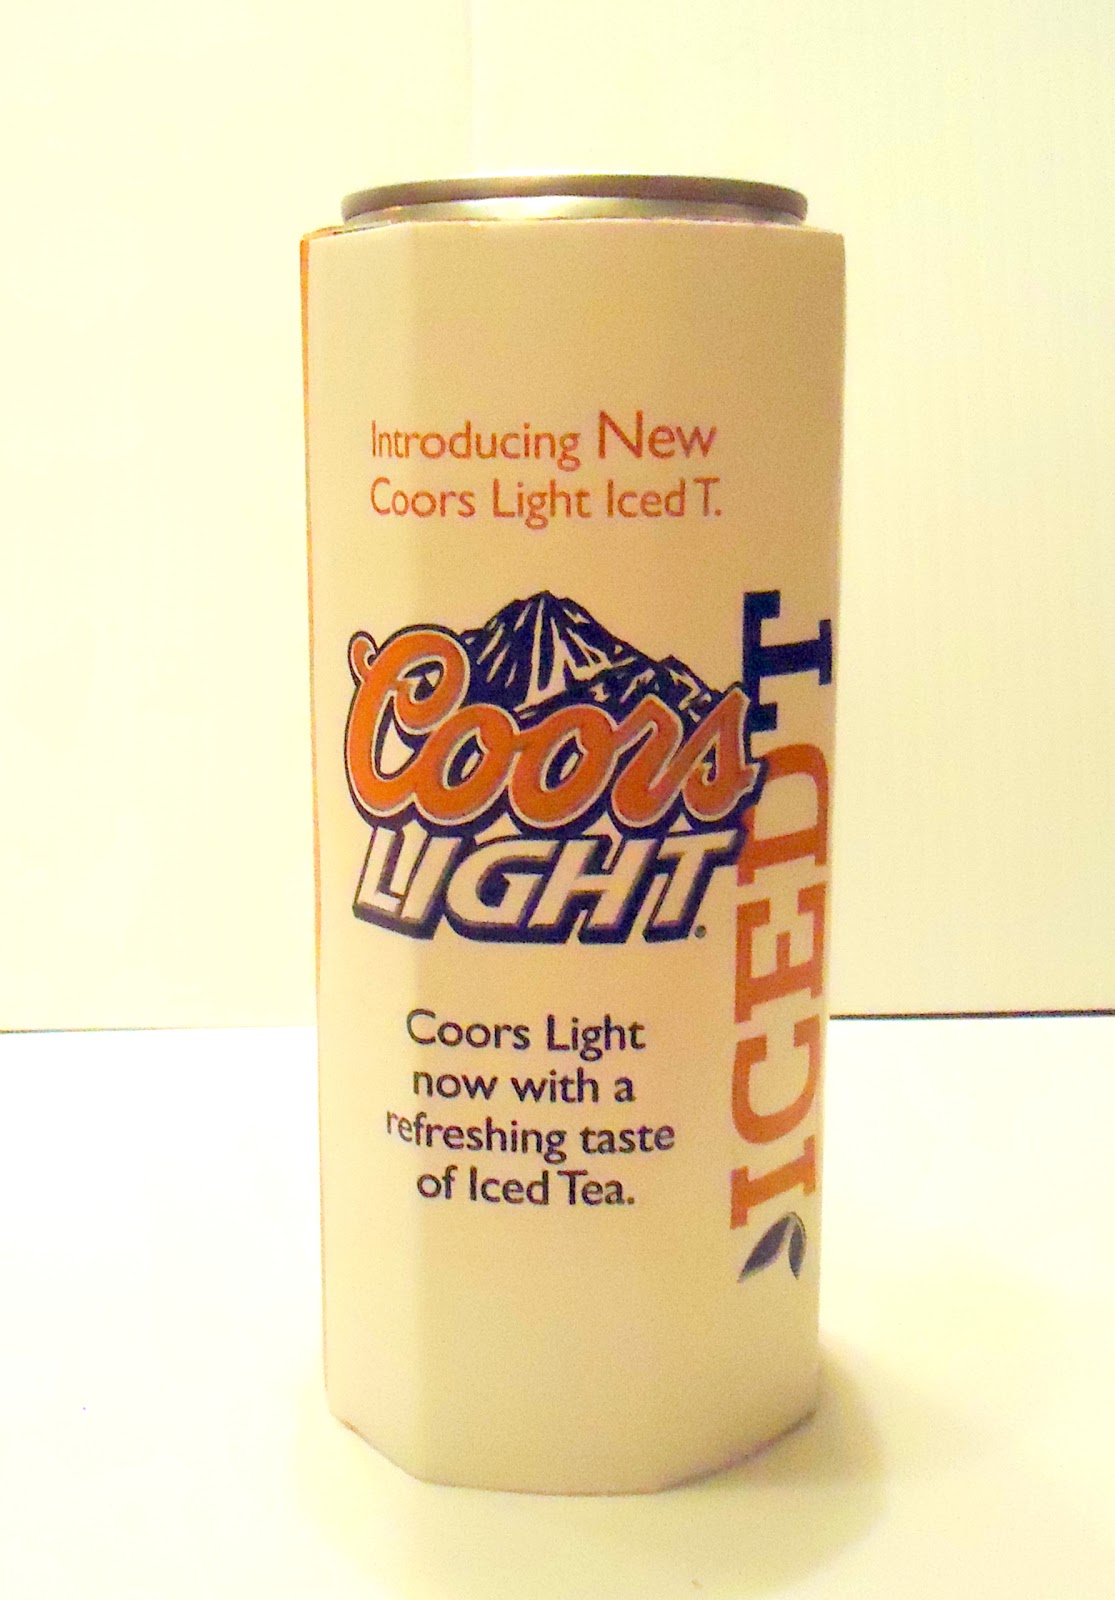 Introducing New
Coors Light Iced T.
Coors
LIGHT®
ICED T
Coors Light
now with a
refreshing taste
of Iced Tea.